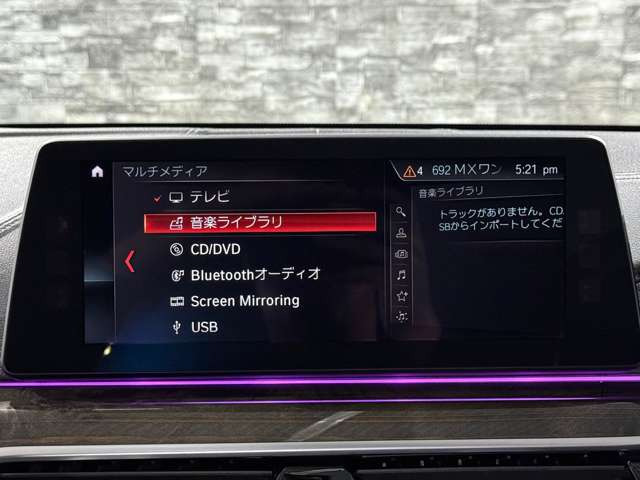 マルチメディア
4 692 MXワン 5:21 pm
テレビ
音楽ライブラリ
CD/DVD
Bluetoothオーディオ
Screen Mirroring
USB
音楽ライブラリ
トラックがありません。CD
SBからインポートしてくだ